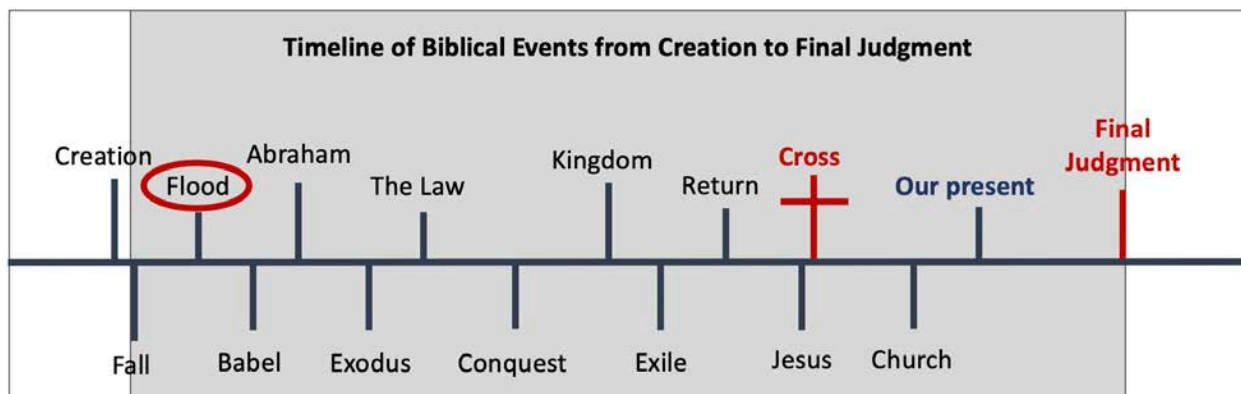 Timeline of Biblical Events from Creation to Final Judgment
Creation
Flood
Abraham
The Law
Kingdom
Return
Cross
Our present
Final
Judgment
Fall
Babel
Exodus
Conquest
Exile
Jesus
Church